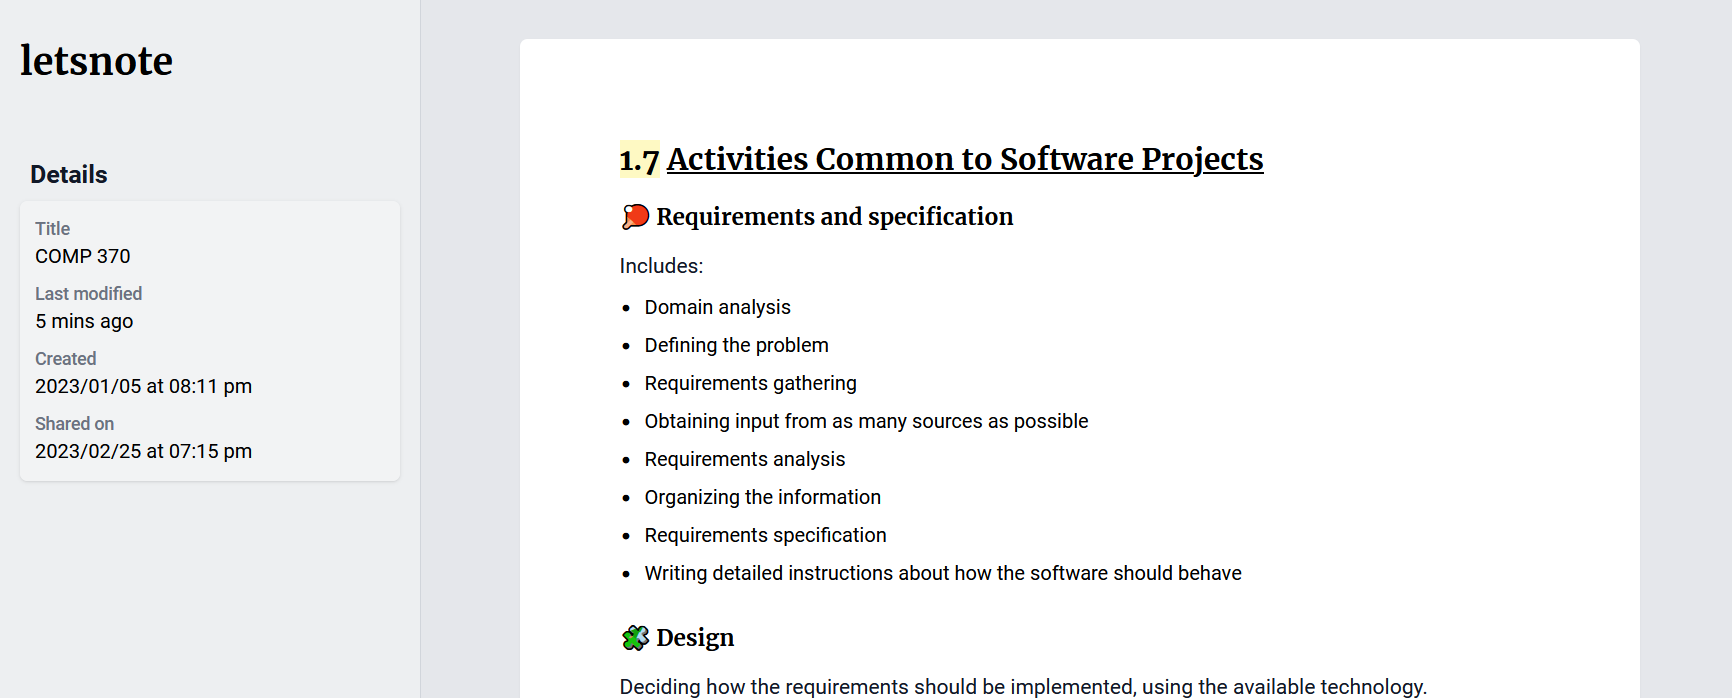 letsnote
Details
Title
COMP 370
Last modified
5 mins ago
Created
2023/01/05 at 08:11 pm
Shared on
2023/02/25 at 07:15 pm
1.7 Activities Common to Software Projects
Requirements and specification
Includes:
Domain analysis
Defining the problem
Requirements gathering
Obtaining input from as many sources as possible
Requirements analysis
Organizing the information
Requirements specification
Writing detailed instructions about how the software should behave
Design
Deciding how the requirements should be implemented, using the available technology.